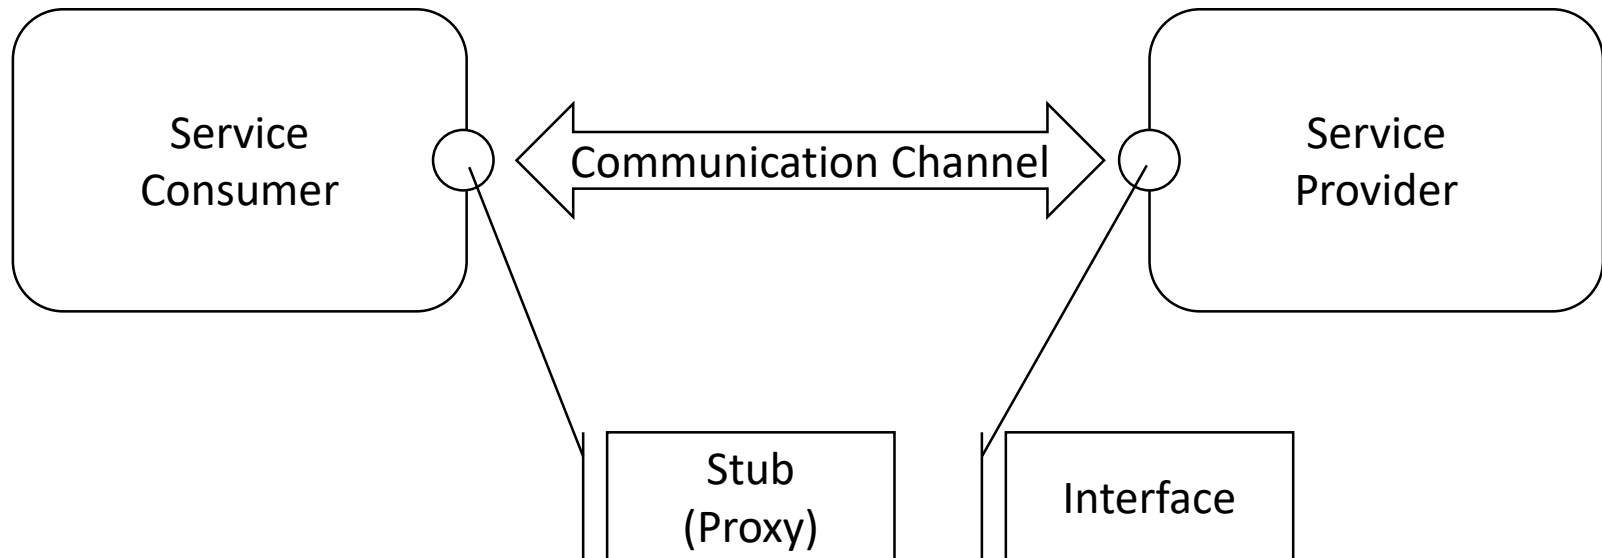 Service
Consumer
Communication Channel
Service
Provider
Stub
(Proxy)
Interface